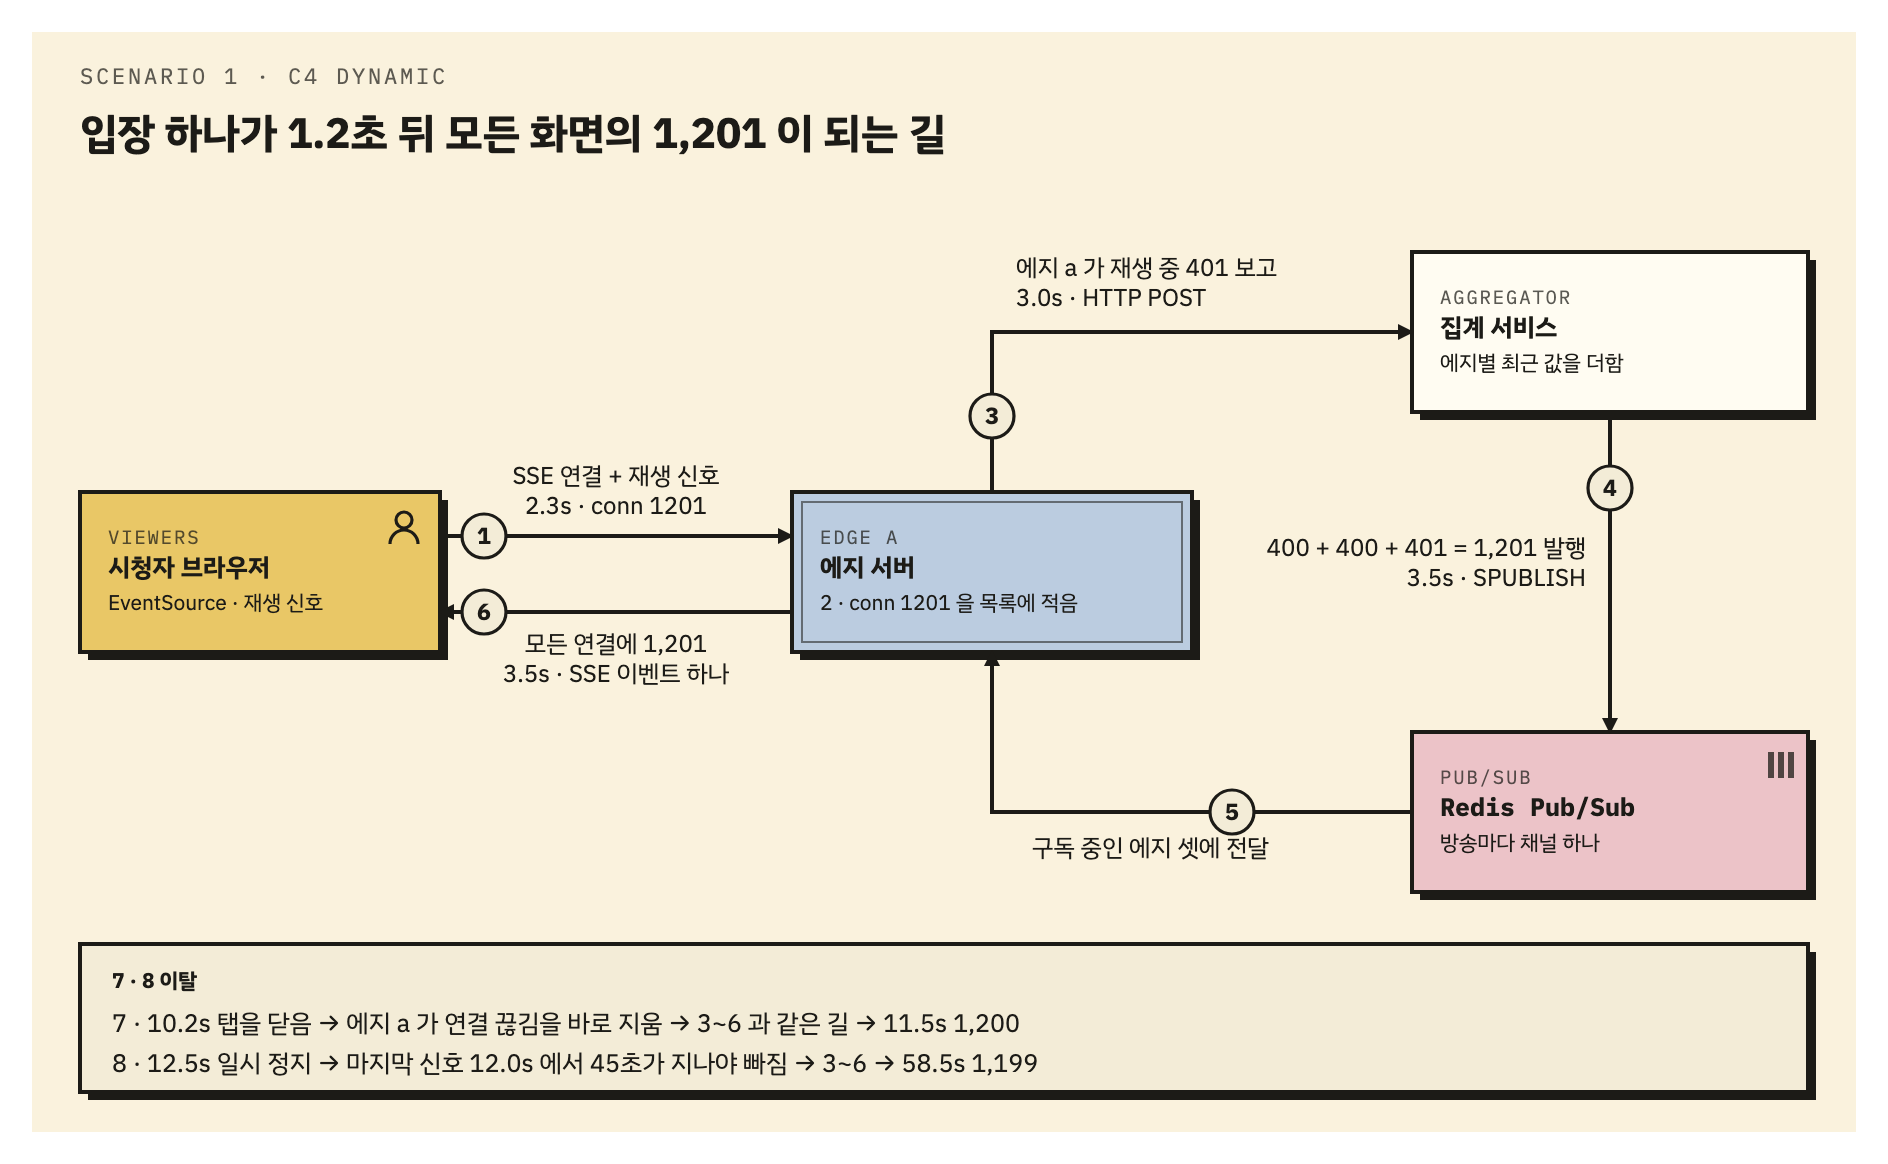 SCENARIO 1 · C4 DYNAMIC
입장 하나가 1.2초 뒤 모든 화면의 1,201 이 되는 길
에지 a 가 재생 중 401 보고
3.0s · HTTP POST
AGGREGATOR
집계 서비스
에지별 최근 값을 더함
3
4
SSE 연결 + 재생 신호
2.3s · conn 1201
1
VIEWERS
시청자 브라우저
EventSource · 재생 신호
EDGE A
에지 서버
2 · conn 1201 을 목록에 적음
400 + 400 + 401 = 1,201 발행
3.5s · SPUBLISH
6
모든 연결에 1,201
3.5s · SSE 이벤트 하나
PUB/SUB
Redis Pub/Sub
방송마다 채널 하나
5
구독 중인 에지 셋에 전달
7 · 8 이탈
7 · 10.2s 탭을 닫음 → 에지 a 가 연결 끊김을 바로 지움 → 3~6 과 같은 길 → 11.5s 1,200
8 · 12.5s 일시 정지 → 마지막 신호 12.0s 에서 45초가 지나야 빠짐 → 3~6 → 58.5s 1,199